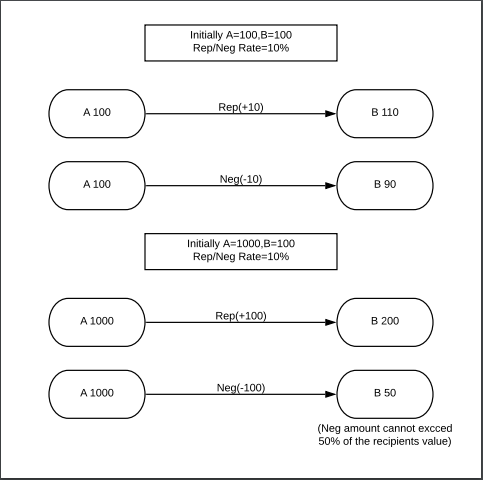 Initially A=100,B=100
Rep/Neg Rate=10%
A 100
Rep(+10)
B 110
A 100
Neg(-10)
B 90
Initially A=1000,B=100
Rep/Neg Rate=10%
A 1000
Rep(+100)
B 200
A 1000
Neg(-100)
B 50
(Neg amount cannot excced
50% of the recipients value)